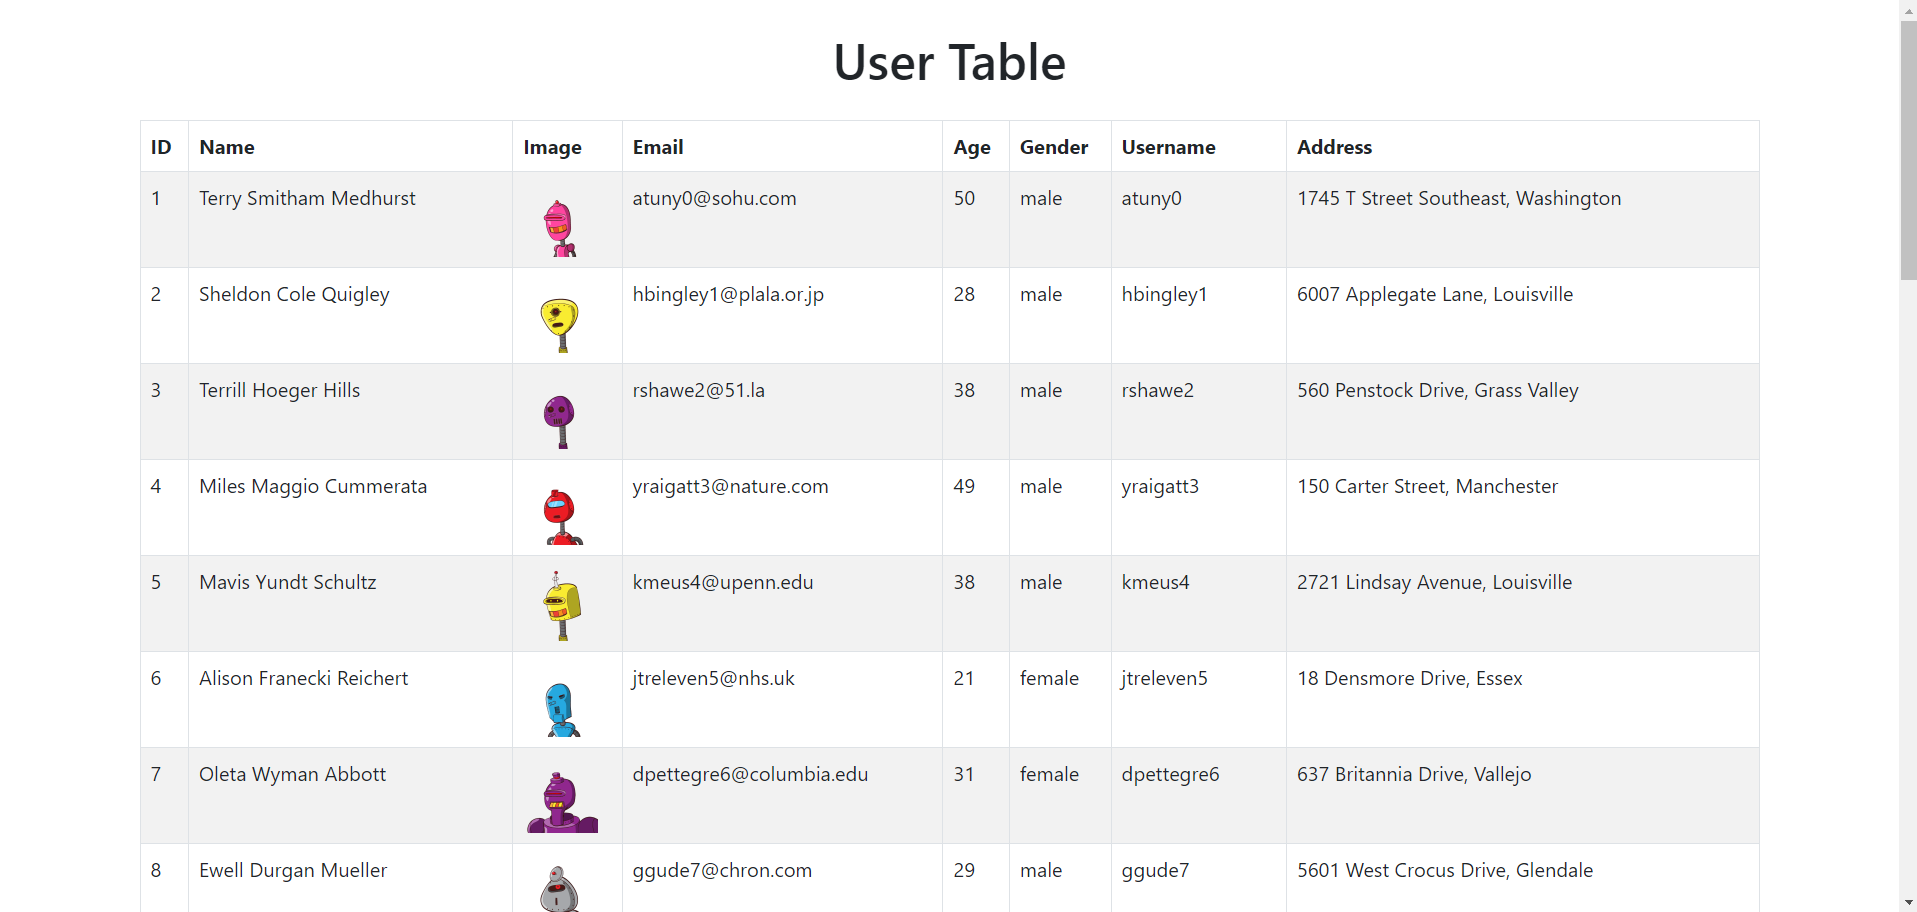 User Table
ID Name Image Email Age Gender Username Address
1 Terry Smitham Medhurst atuny0@sohu.com 50 male atuny0 1745 T Street Southeast, Washington
2 Sheldon Cole Quigley hbingley1@plala.or.jp 28 male hbingley1 6007 Applegate Lane, Louisville
3 Terrill Hoeger Hills rshawe2@51.la 38 male rshawe2 560 Penstock Drive, Grass Valley
4 Miles Maggio Cummerata yraigatt3@nature.com 49 male yraigatt3 150 Carter Street, Manchester
5 Mavis Yundt Schultz kmeus4@upenn.edu 38 male kmeus4 2721 Lindsay Avenue, Louisville
6 Alison Franecki Reichert jtreleven5@nhs.uk 21 female jtreleven5 18 Densmore Drive, Essex
7 Oleta Wyman Abbott dpettegre6@columbia.edu 31 female dpettegre6 637 Britannia Drive, Vallejo
8 Ewell Durgan Mueller ggude7@chron.com 29 male ggude7 5601 West Crocus Drive, Glendale